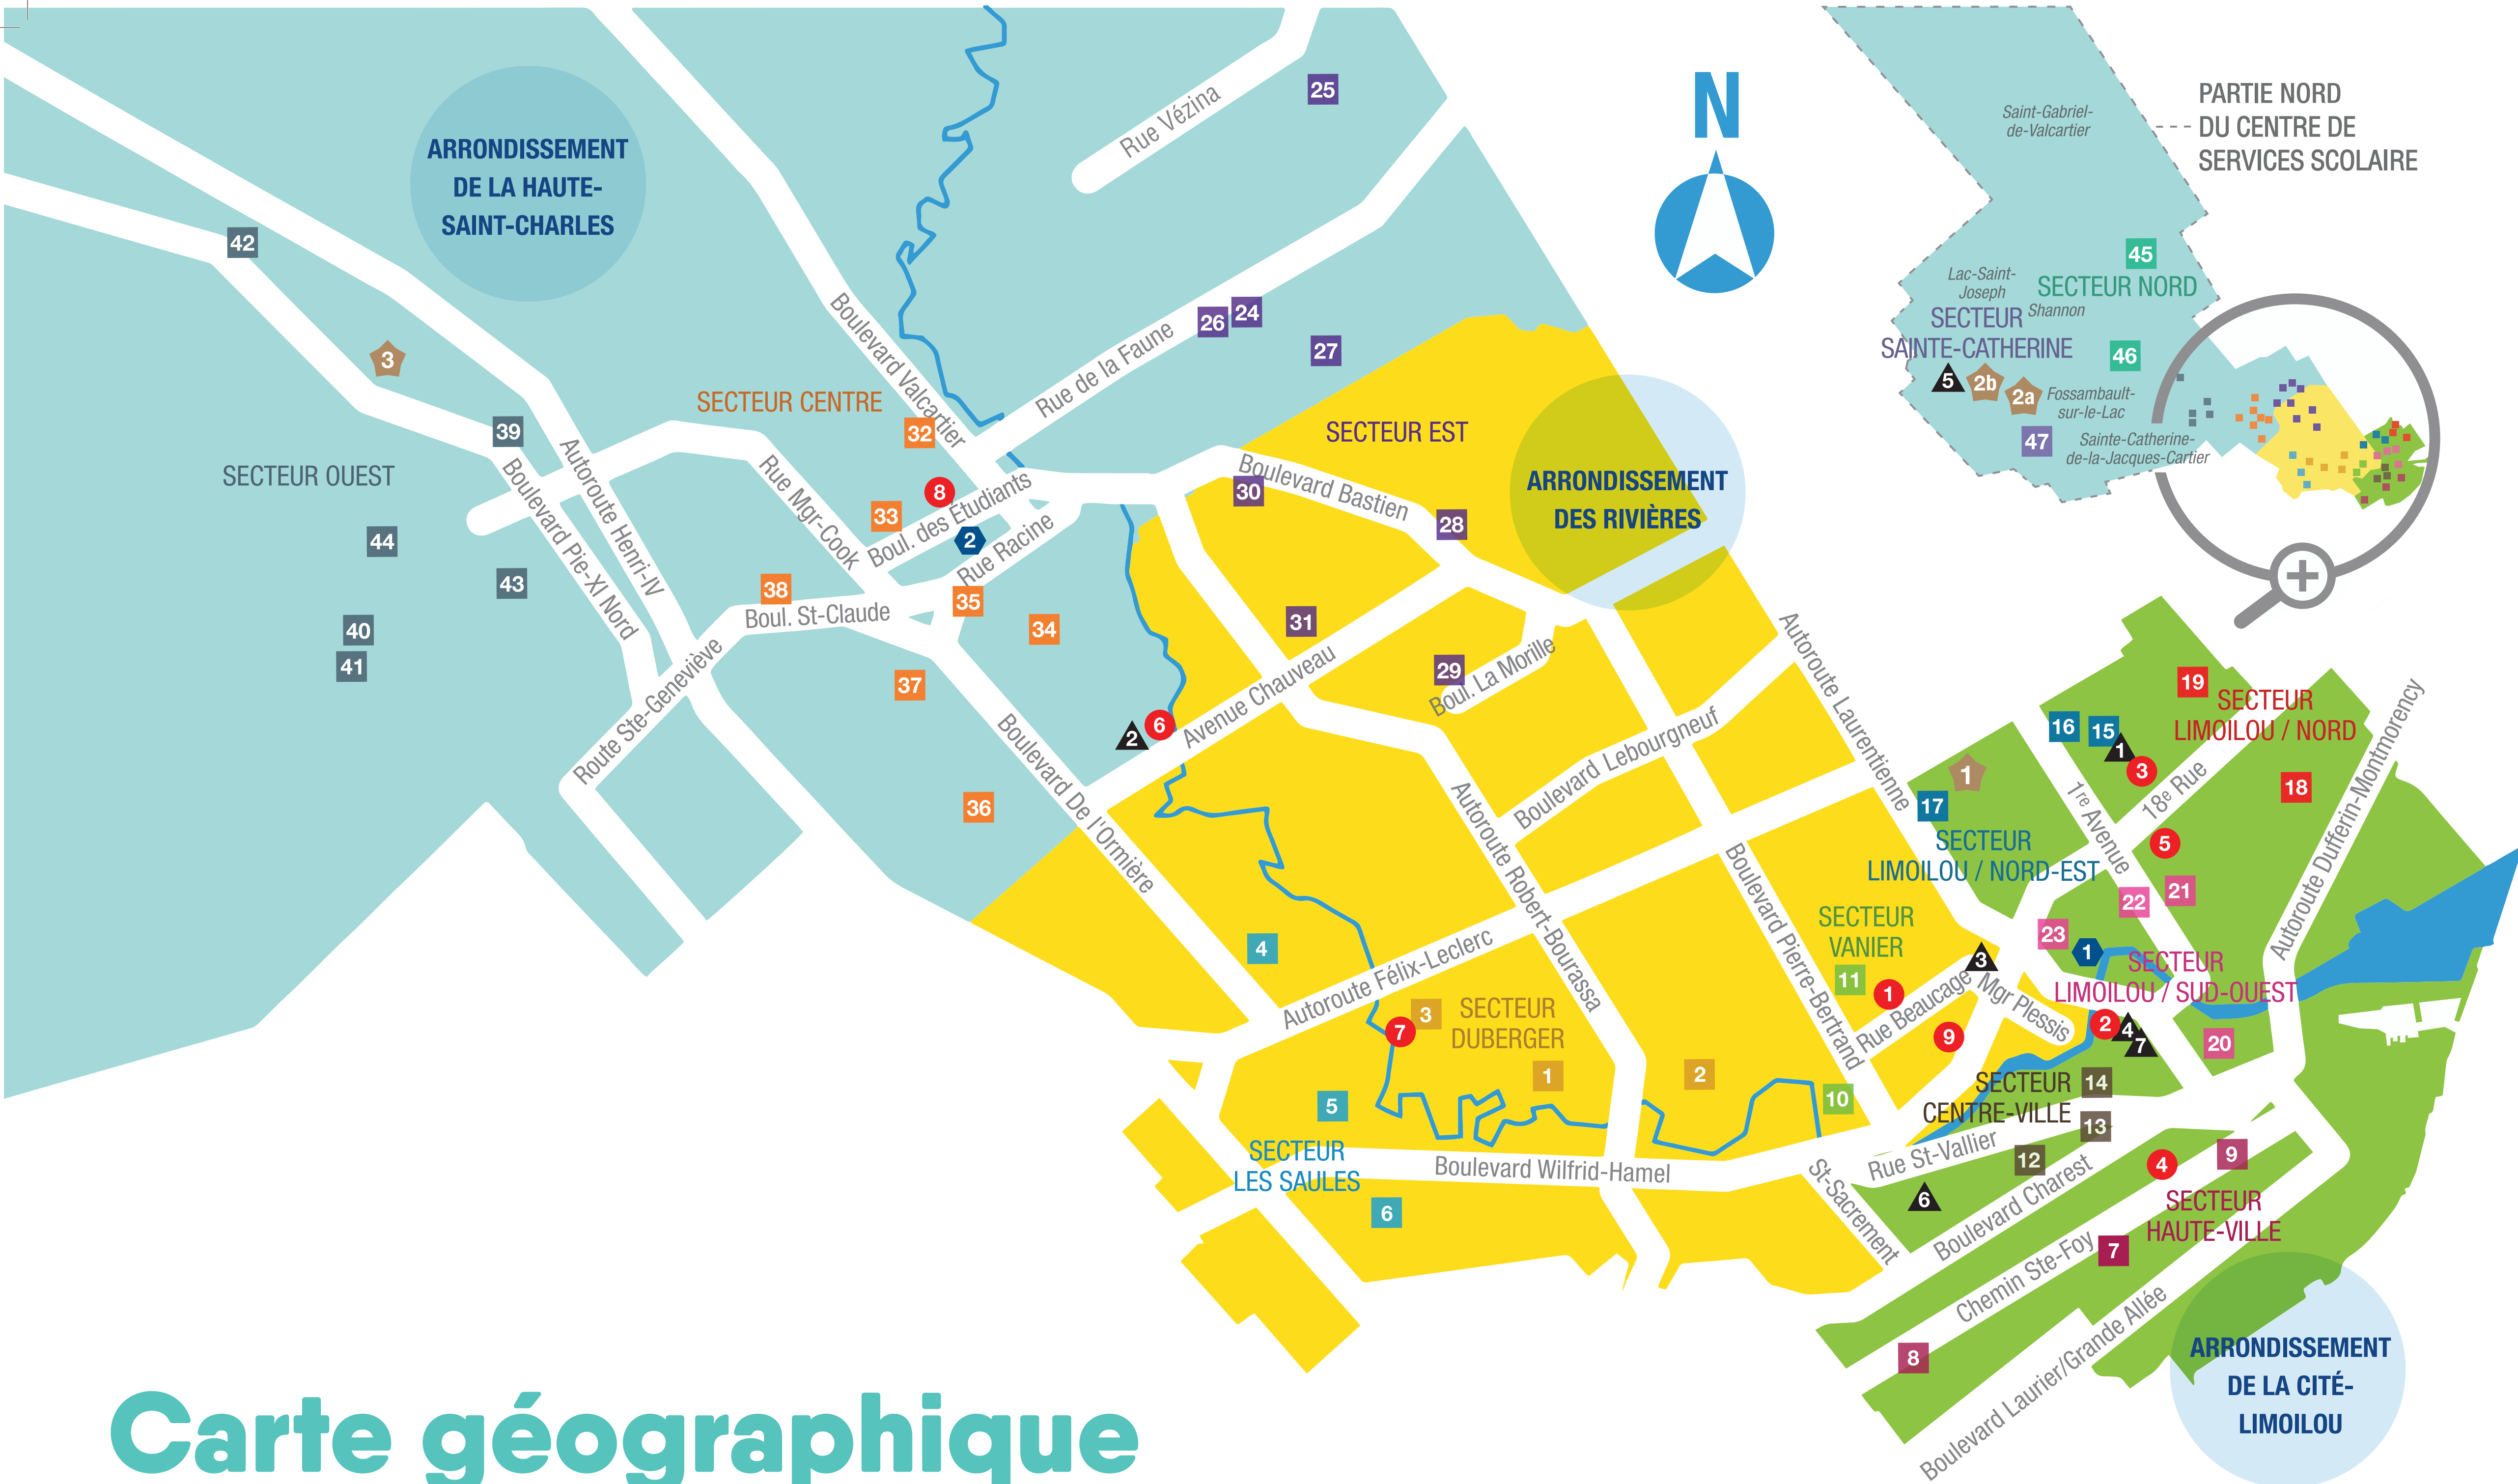 ARRONDISSEMENT
DE LA HAUTE-
SAINT-CHARLES
25
Rue Vézina
N
Saint-Gabriel-
de-Valcartier
PARTIE NORD
DU CENTRE DE
SERVICES SCOLAIRE
42
3
39
SECTEUR OUEST
44
43
40
41
Boulevard Pie-XI Nord
Autoroute Henri-IV
Route Ste-Geneviève
Boulevard Valcartier
Rue de la Faune
26
24
27
SECTEUR CENTRE
32
8
33
Rue Mgr-Cook
Boul. des Étudiants
2
Rue Racine
38
Boul. St-Claude
35
34
37
36
Boulevard De l'Ormière
2
6
Avenue Chauveau
SECTEUR EST
Boulevard Bastien
30
28
31
29
Boul. La Morille
ARRONDISSEMENT
DES RIVIÈRES
45
SECTEUR NORD
Lac-Saint-
Joseph
Shannon
SECTEUR
SAINTE-CATHERINE
46
5
2b
2a
Fossambault-
sur-le-Lac
47
Sainte-Catherine-
de-la-Jacques-Cartier
Autoroute Laurentienne
Boulevard Lebourgneuf
Autoroute Robert-Bourassa
Autoroute Félix-Leclerc
Boulevard Pierre-Bertrand
4
7
3
SECTEUR
DUBERGER
1
2
5
SECTEUR
LES SAULES
6
Boulevard Wilfrid-Hamel
19
SECTEUR
LIMOILOU / NORD
16
15
1
3
18
18e Rue
1re Avenue
Autoroute Dufferin-Montmorency
1
17
SECTEUR
LIMOILOU / NORD-EST
5
21
22
23
1
SECTEUR
LIMOILOU / SUD-OUEST
20
SECTEUR
VANIER
11
1
3
Rue Beaucage
Mgr Plessis
9
2
4
7
10
SECTEUR
CENTRE-VILLE
14
13
12
Rue St-Vallier
St-Sacrement
6
Boulevard Charest
4
9
SECTEUR
HAUTE-VILLE
7
Chemin Ste-Foy
8
Boulevard Laurier/Grande Allée
ARRONDISSEMENT
DE LA CITÉ-
LIMOILOU
Carte géographique